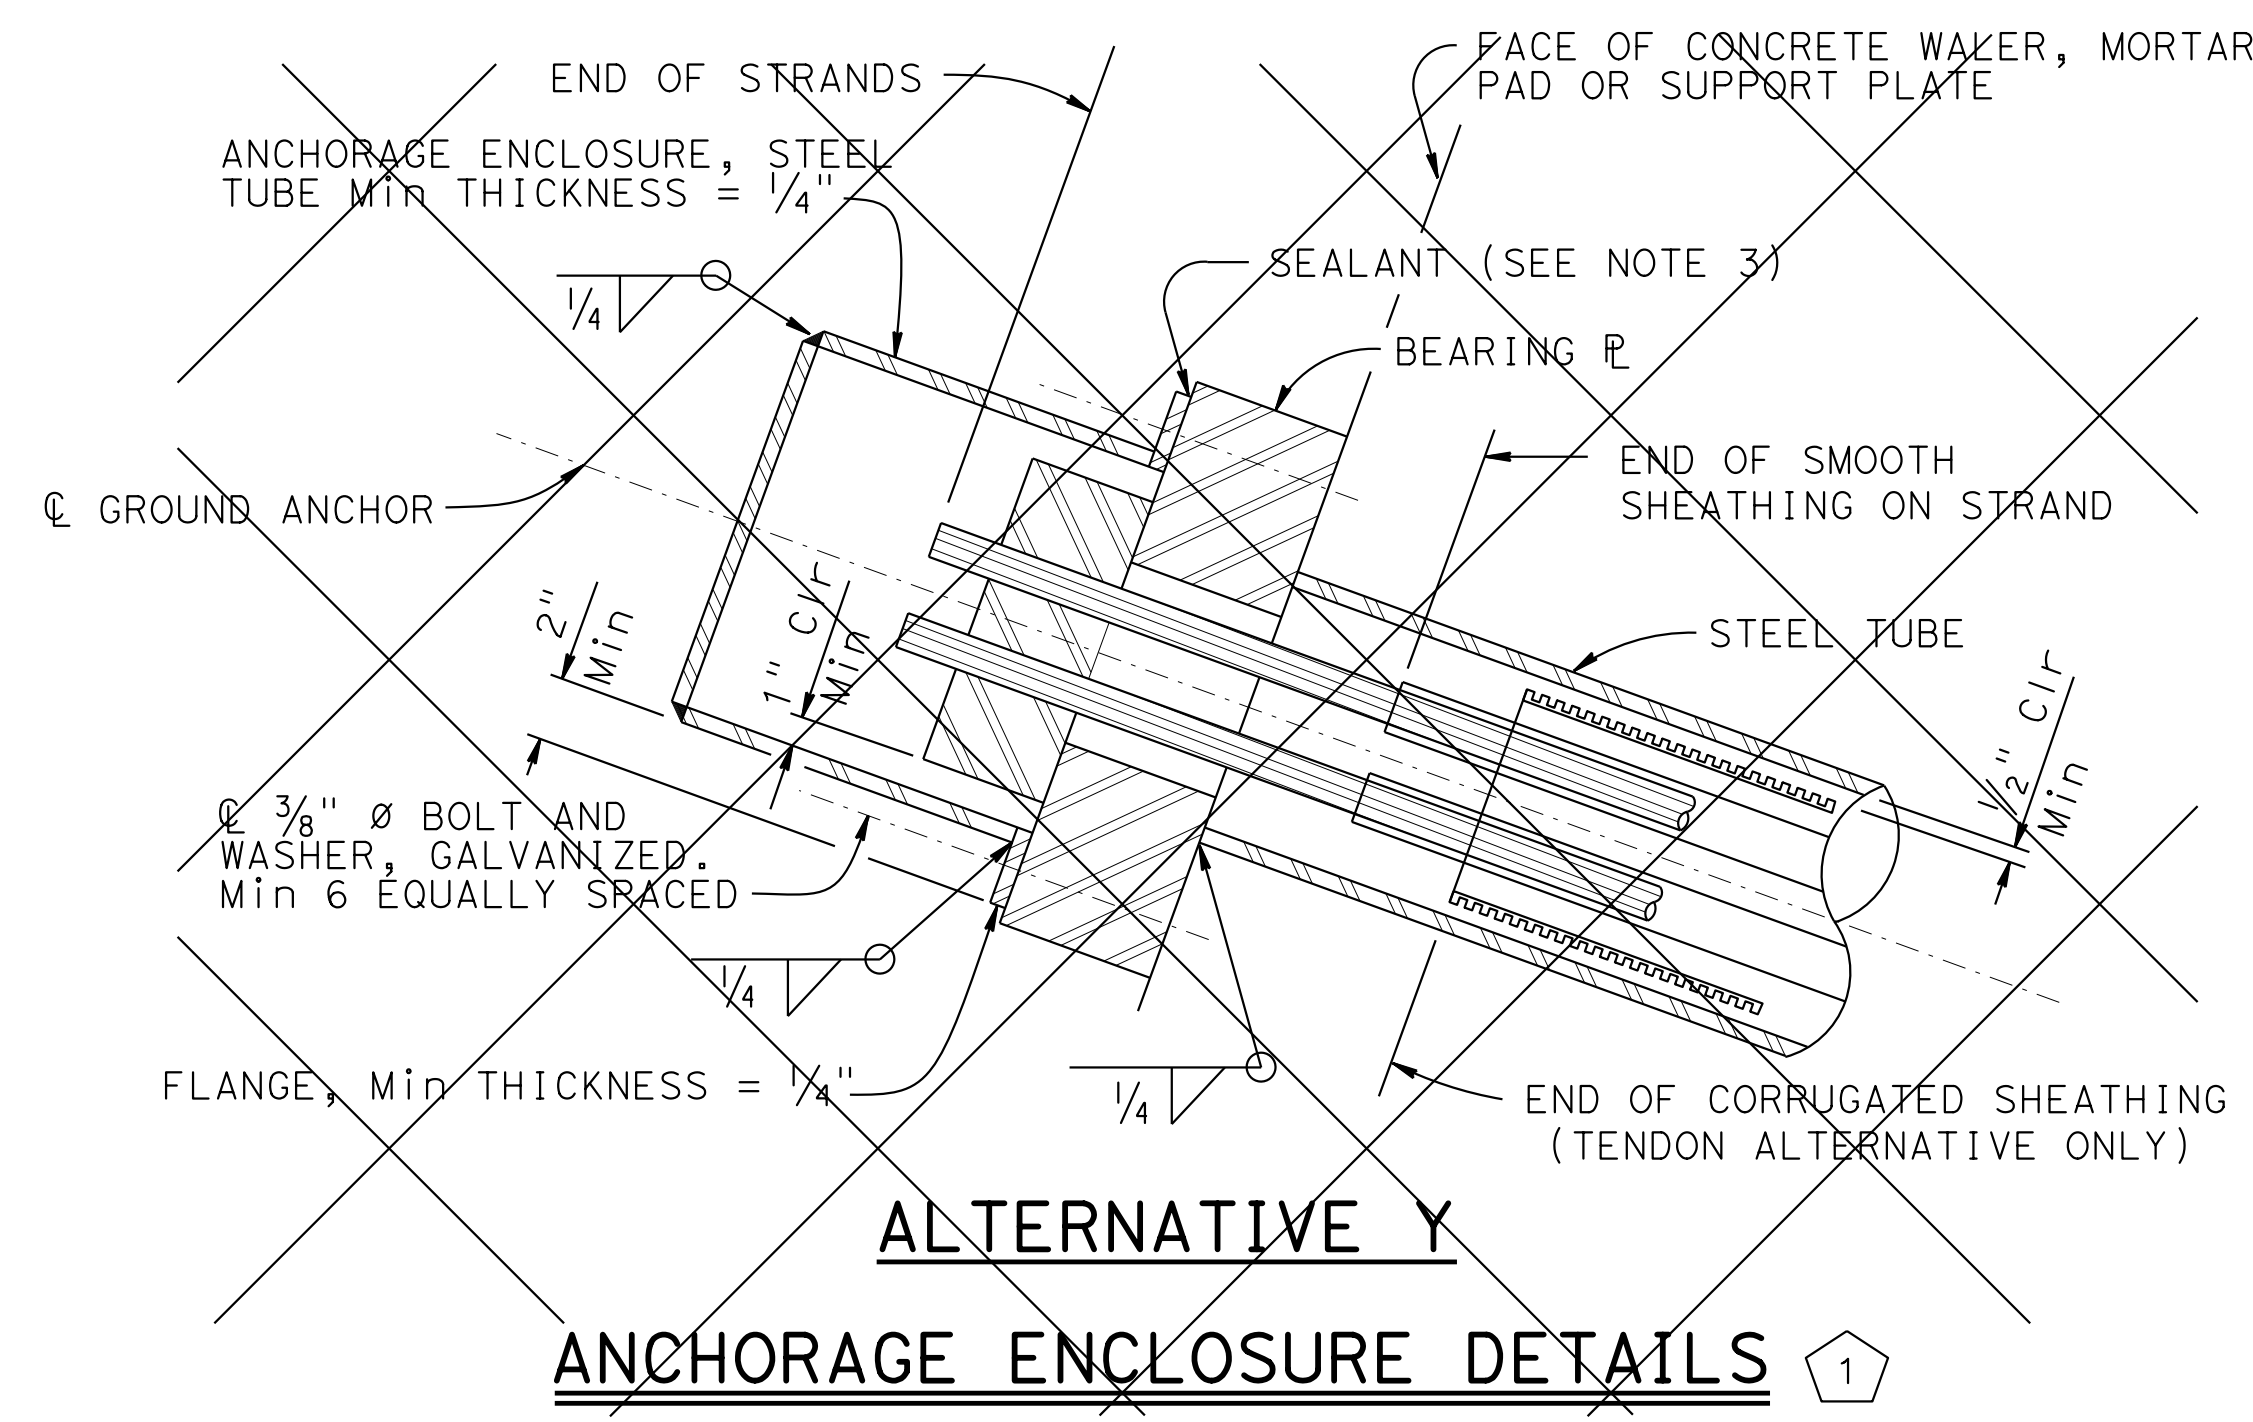 END OF STRANDS
FACE OF CONCRETE WALER, MORTAR
PAD OR SUPPORT PLATE
ANCHORAGE ENCLOSURE, STEEL
TUBE Min THICKNESS = 1/4"
SEALANT (SEE NOTE 3)
1/4
BEARING ℙL
END OF SMOOTH
SHEATHING ON STRAND
℄ GROUND ANCHOR
2"
Min
1" Clr
Min
STEEL TUBE
1/2" Clr
Min
℄ 3/8" Ø BOLT AND
WASHER, GALVANIZED.
Min 6 EQUALLY SPACED
1/4
FLANGE, Min THICKNESS = 1/4"
1/4
END OF CORRUGATED SHEATHING
(TENDON ALTERNATIVE ONLY)
ALTERNATIVE Y
ANCHORAGE ENCLOSURE DETAILS
1